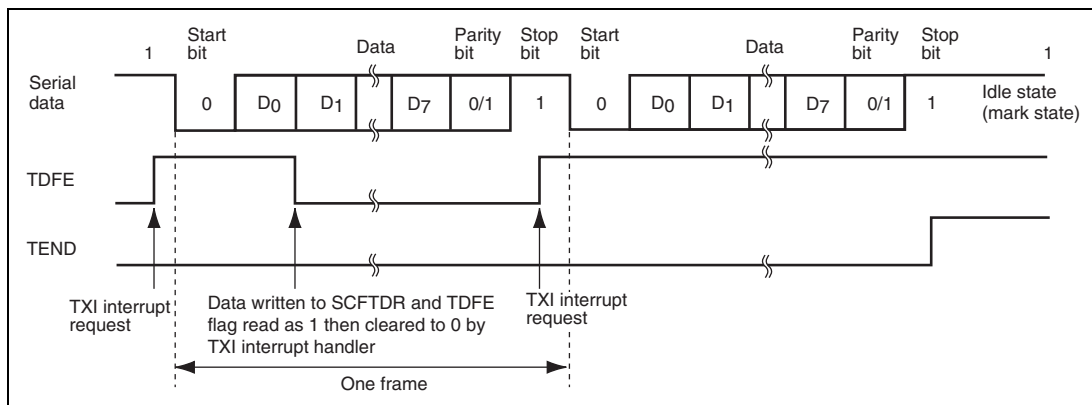 1
Start
bit
Data
Parity
bit
Stop
bit
Start
bit
Data
Parity
bit
Stop
bit
1
Serial
data
0
D0
D1
D7
0/1
1
0
D0
D1
D7
0/1
1
Idle state
(mark state)
TDFE
TEND
TXI interrupt
request
Data written to SCFTDR and TDFE
flag read as 1 then cleared to 0 by
TXI interrupt handler
TXI interrupt
request
One frame